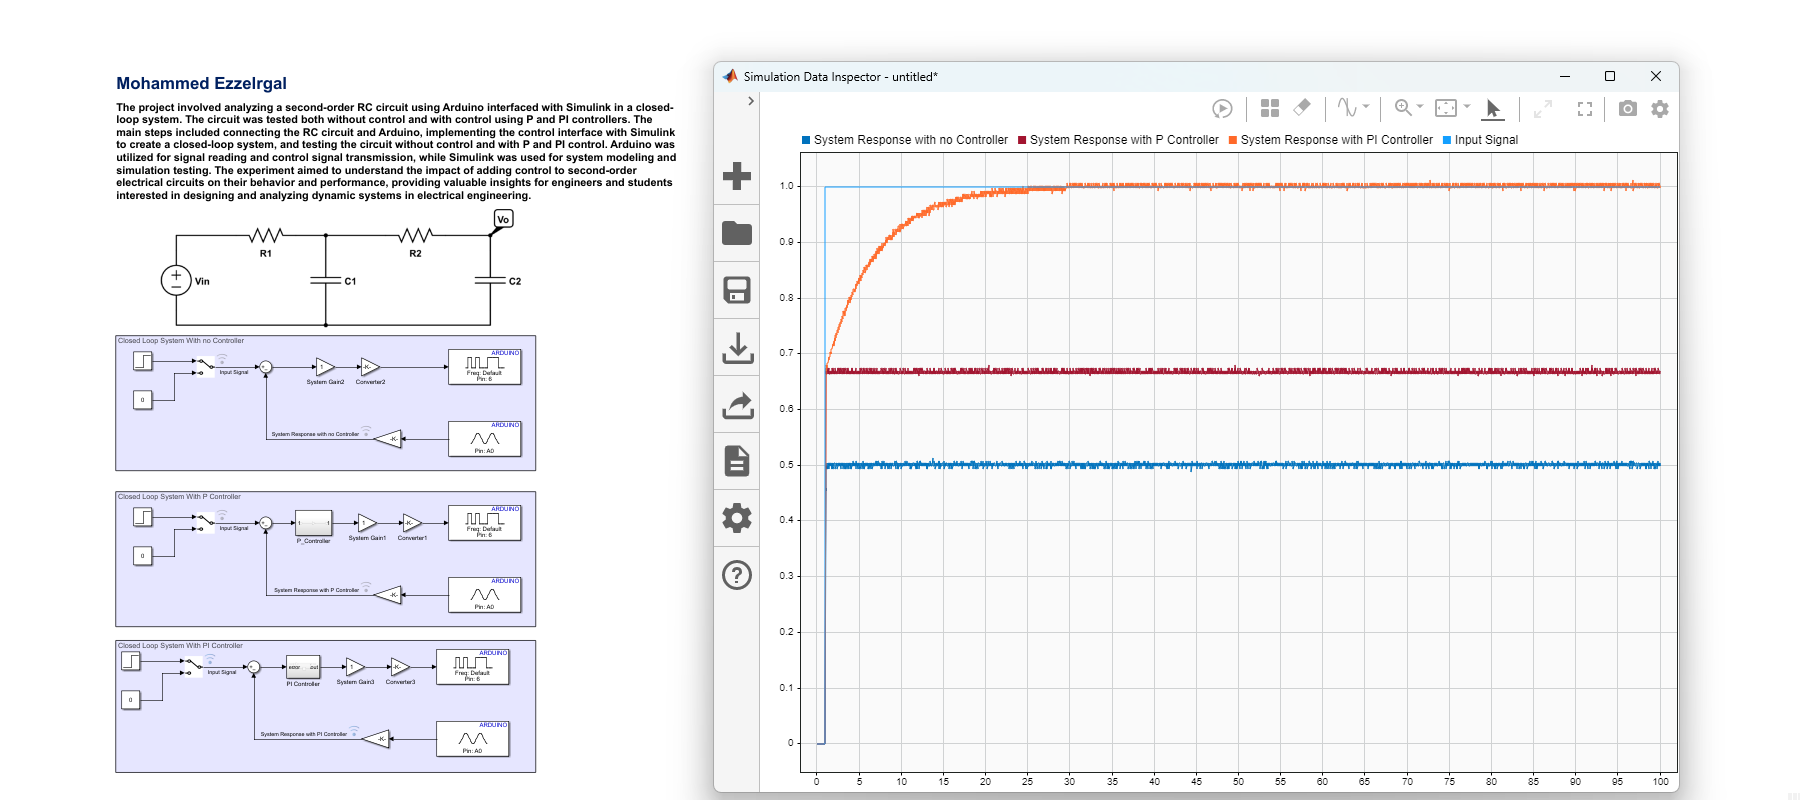 Mohammed Ezzelrgal
The project involved analyzing a second-order RC circuit using Arduino interfaced with Simulink in a closed-
loop system. The circuit was tested both without control and with control using P and PI controllers. The
main steps included connecting the RC circuit and Arduino, implementing the control interface with Simulink
to create a closed-loop system, and testing the circuit without control and with P and PI control. Arduino was
utilized for signal reading and control signal transmission, while Simulink was used for system modeling and
simulation testing. The experiment aimed to understand the impact of adding control to second-order
electrical circuits on their behavior and performance, providing valuable insights for engineers and students
interested in designing and analyzing dynamic systems in electrical engineering.
Vo
R1
R2
Vin
C1
C2
Closed Loop System With no Controller
ARDUINO
Freq: Default
Pin: 6
Input Signal
1
-K-
System Gain2
Converter2
0
System Response with no Controller
-K-
ARDUINO
Pin: A0
Closed Loop System With P Controller
ARDUINO
Freq: Default
Pin: 6
Input Signal
1
1
P_Controller
1
System Gain1
-K-
Converter1
0
System Response with P Controller
-K-
ARDUINO
Pin: A0
Closed Loop System With PI Controller
ARDUINO
Freq: Default
Pin: 6
Input Signal
error
out
PI Controller
1
System Gain3
-K-
Converter3
0
System Response with PI Controller
-K-
ARDUINO
Pin: A0
Simulation Data Inspector - untitled*
System Response with no Controller
System Response with P Controller
System Response with PI Controller
Input Signal
1.0
0.9
0.8
0.7
0.6
0.5
0.4
0.3
0.2
0.1
0
0 5 10 15 20 25 30 35 40 45 50 55 60 65 70 75 80 85 90 95 100